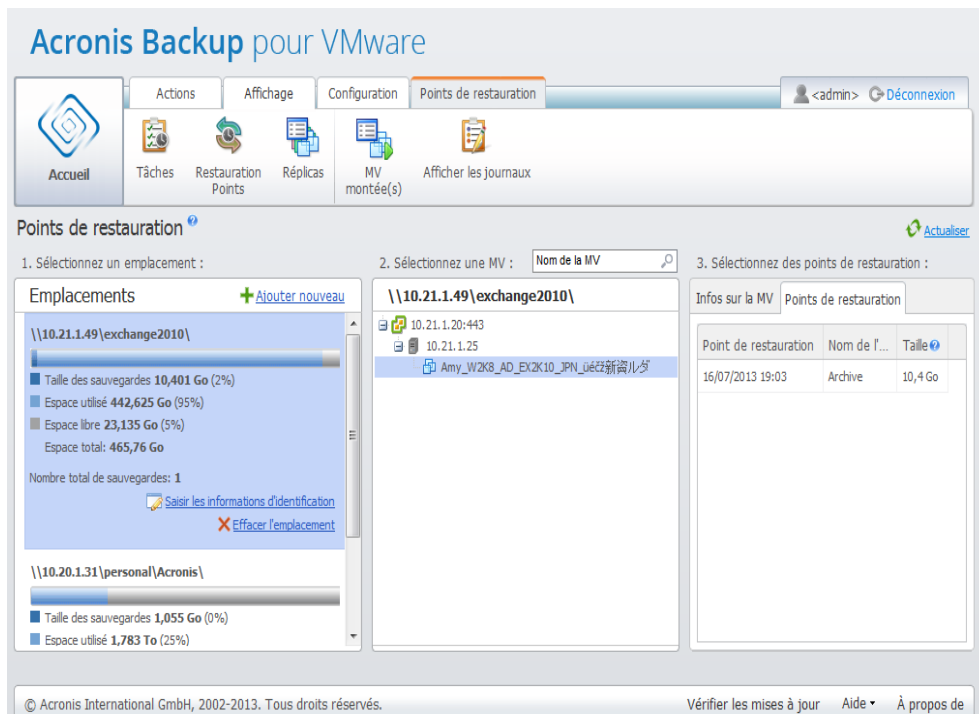 Acronis Backup pour VMware
Actions
Affichage
Configuration
Points de restauration
<admin>
Déconnexion
Accueil
Tâches
Restauration
Points
Réplicas
MV
montée(s)
Afficher les journaux
Points de restauration
Actualiser
1. Sélectionnez un emplacement :
2. Sélectionnez une MV :
Nom de la MV
3. Sélectionnez des points de restauration :
Emplacements
Ajouter nouveau
\\10.21.1.49\exchange2010\
Taille des sauvegardes 10,401 Go (2%)
Espace utilisé 442,625 Go (95%)
Espace libre 23,135 Go (5%)
Espace total: 465,76 Go
Nombre total de sauvegardes: 1
Saisir les informations d'identification
Effacer l'emplacement
\\10.20.1.31\personal\Acronis\
Taille des sauvegardes 1,055 Go (0%)
Espace utilisé 1,783 To (25%)
\\10.21.1.49\exchange2010\
10.21.1.20:443
10.21.1.25
Infos sur la MV
Points de restauration
Point de restauration
Nom de l'...
Taille
16/07/2013 19:03
Archive
10,4 Go
© Acronis International GmbH, 2002-2013. Tous droits réservés.
Vérifier les mises à jour
Aide
À propos de